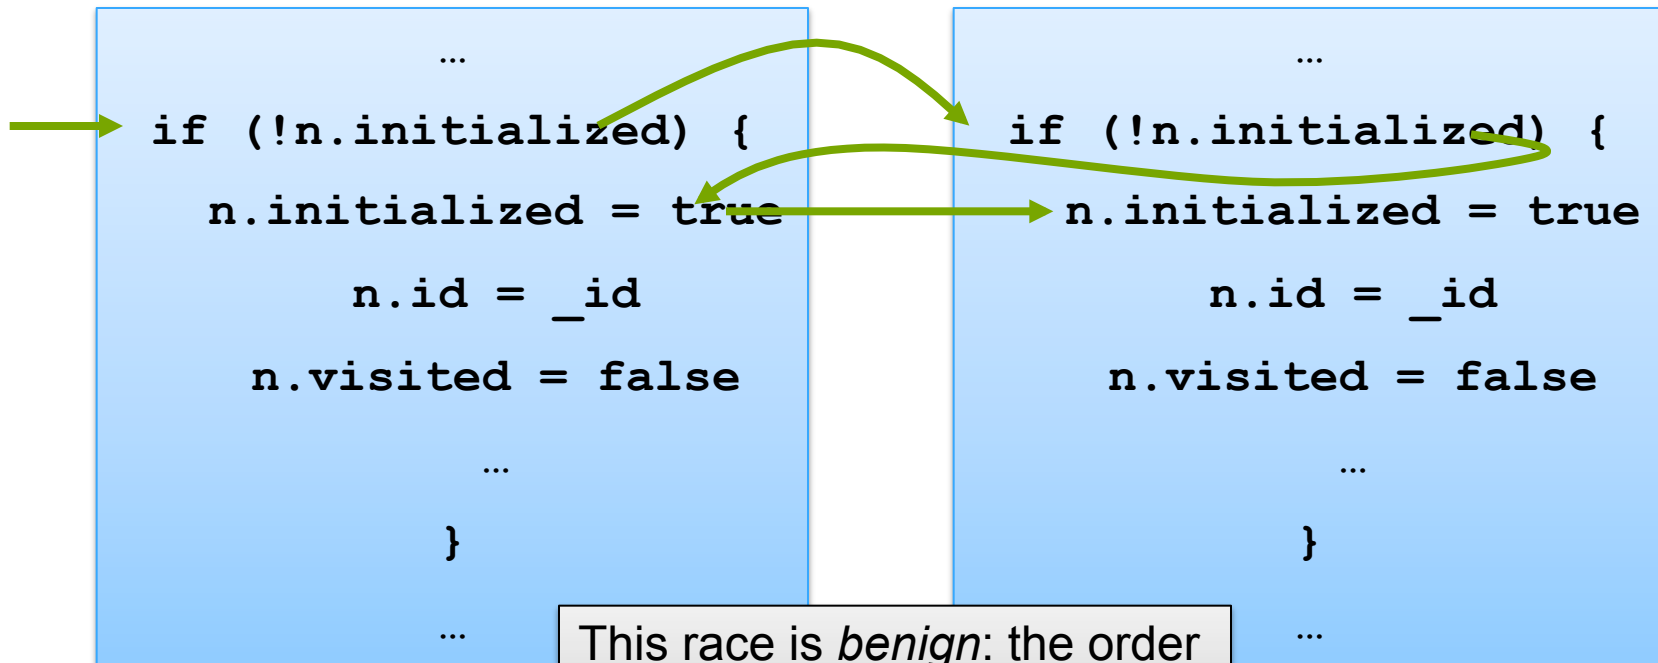 …
if (!n.initialized) {
n.initialized = true
n.id = _id
n.visited = false
…
}
…
…
if (!n.initialized) {
n.initialized = true
n.id = _id
n.visited = false
…
}
…
This race is benign: the order